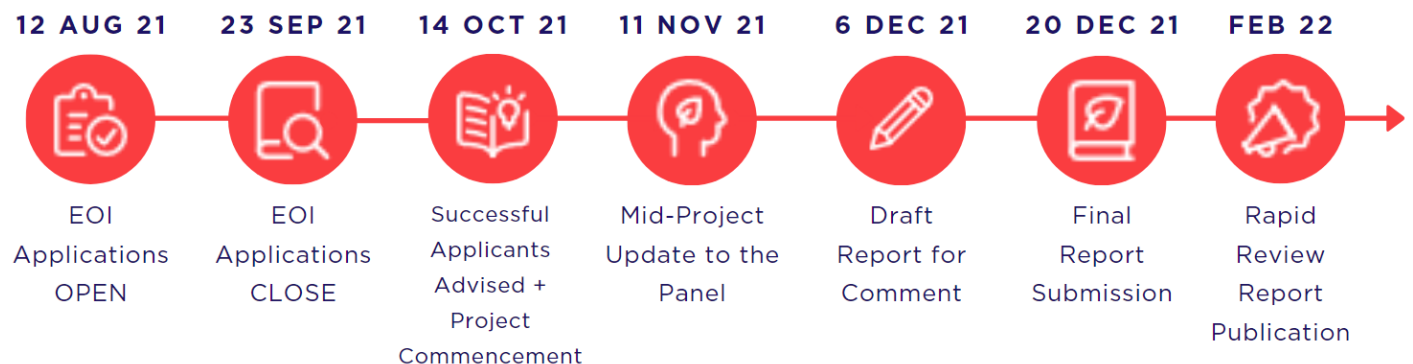 12 AUG 21
23 SEP 21
14 OCT 21
11 NOV 21
6 DEC 21
20 DEC 21
FEB 22
EOI
Applications
OPEN
EOI
Applications
CLOSE
Successful
Applicants
Advised +
Project
Commencement
Mid-Project
Update to the
Panel
Draft
Report for
Comment
Final
Report
Submission
Rapid
Review
Report
Publication